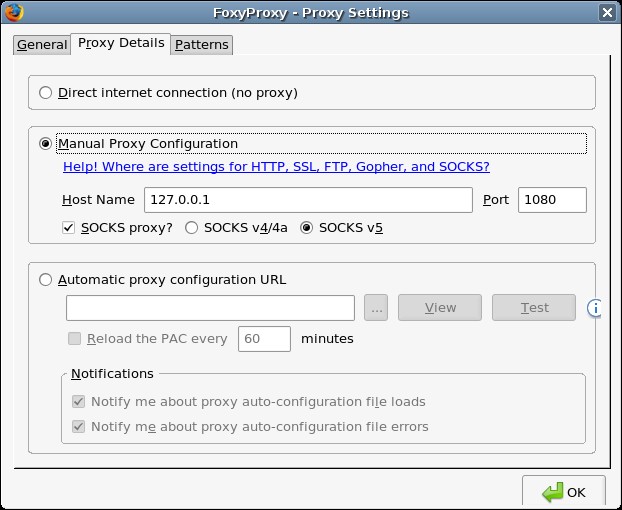 FoxyProxy - Proxy Settings
General Proxy Details Patterns
Direct internet connection (no proxy)
Manual Proxy Configuration
Help! Where are settings for HTTP, SSL, FTP, Gopher, and SOCKS?
Host Name 127.0.0.1 Port 1080
SOCKS proxy? SOCKS v4/4a SOCKS v5
Automatic proxy configuration URL
... View Test
Reload the PAC every 60 minutes
Notifications
Notify me about proxy auto-configuration file loads
Notify me about proxy auto-configuration file errors
OK